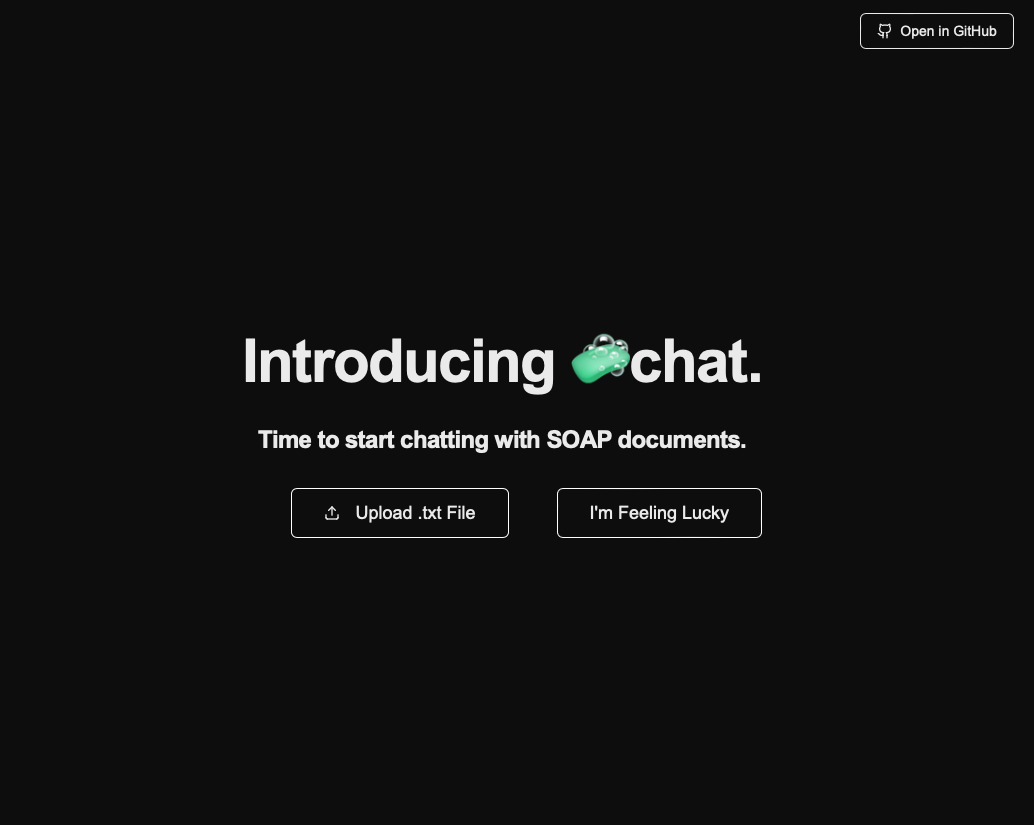 Open in GitHub
Introducing 🧼chat.
Time to start chatting with SOAP documents.
Upload .txt File
I'm Feeling Lucky